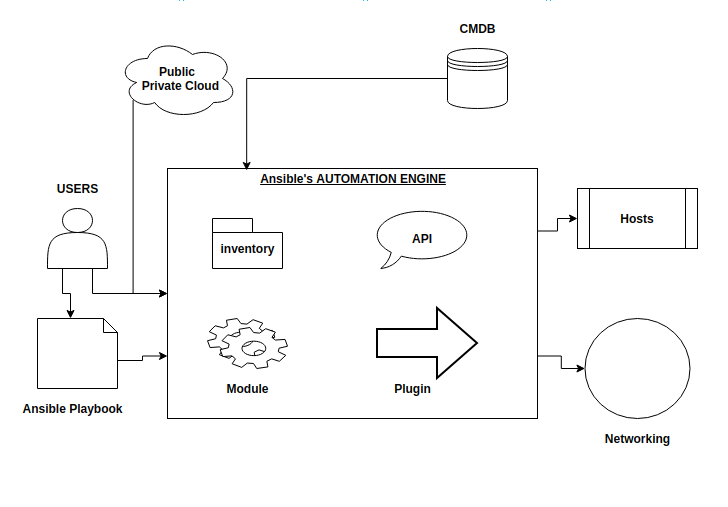 CMDB
Public
Private Cloud
Ansible's AUTOMATION ENGINE
USERS
inventory
API
Hosts
Module
Plugin
Ansible Playbook
Networking